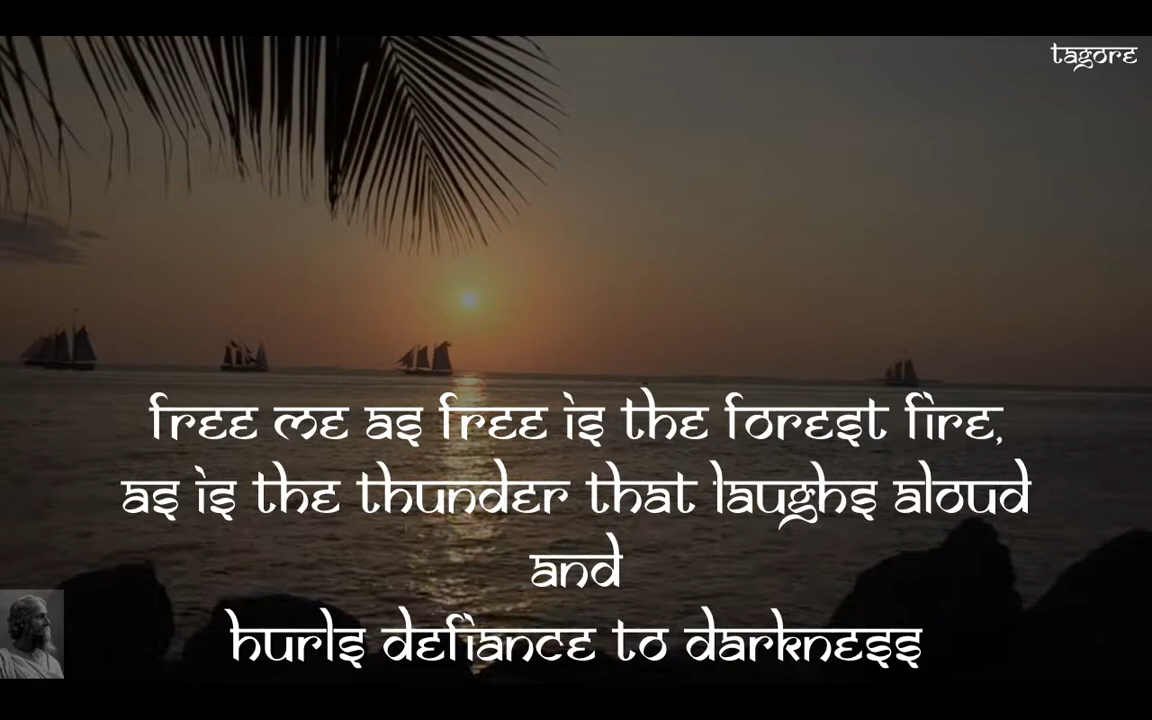 tagore
free me as free is the forest fire,
as is the thunder that laughs aloud
and
hurls defiance to darkness